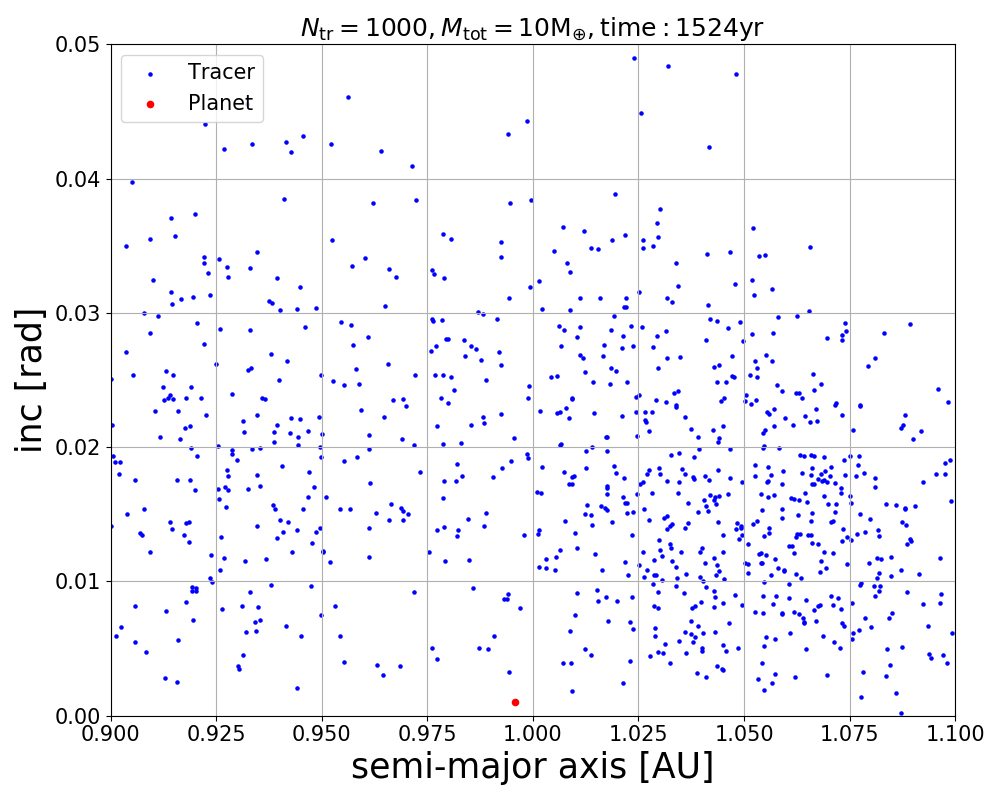 N_tr = 1000, M_tot = 10M_⊕, time : 1524yr
Tracer
Planet
0.05
0.04
0.03
0.02
0.01
0.00
inc [rad]
0.900 0.925 0.950 0.975 1.000 1.025 1.050 1.075 1.100
semi-major axis [AU]